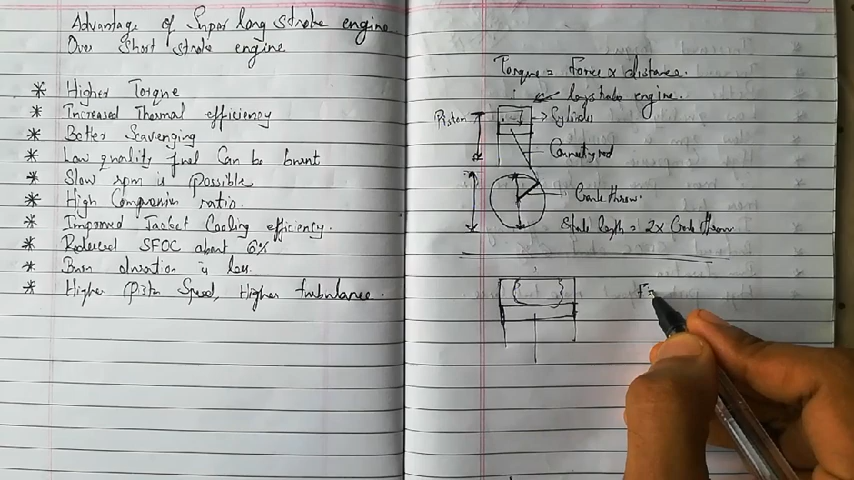 Advantage of Super long stroke engine
Over Short stroke engine
* Higher Torque
* Increased Thermal efficiency
* Better Scavenging
* Low quality fuel Can be burnt
* Slow rpm is possible
* High Compression ratio.
* Improved Jacket Cooling efficiency.
* Reduced SFOC about 6%
* Burn duration is less.
* Higher Piston Speed, Higher turbulance.
Torque = Force x distance.
long stroke engine.
Piston
Cylinder
Connecting rod
Crank throw.
Stroke length = 2x Crank throw
F=